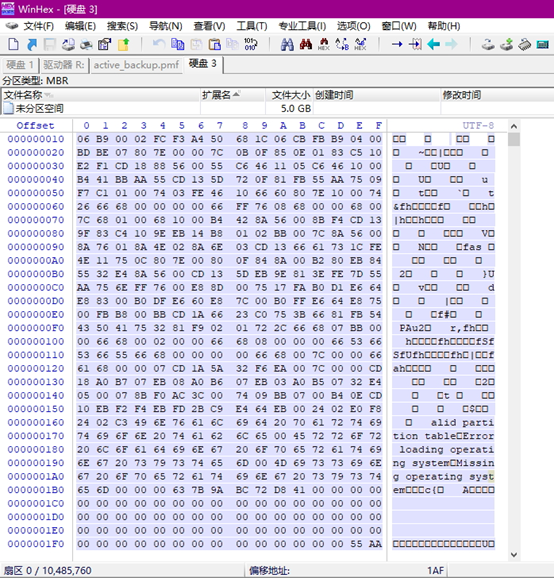 WinHex - [硬盘 3]
文件(F) 编辑(E) 搜索(S) 导航(N) 查看(V) 工具(T) 专业工具(I) 选项(O) 窗口(W) 帮助(H)
硬盘 1 驱动器 R: active_backup.pmf 硬盘 3
分区类型: MBR
文件名称 扩展名 文件大小 创建时间 修改时间
未分区空间 5.0 GB
Offset 0 1 2 3 4 5 6 7 8 9 A B C D E F UTF-8
000000010 06 B9 00 02 FC F3 A4 50 68 1C 06 CB FB B9 04 00
000000020 BD BE 07 80 7E 00 00 7C 0B 0F 85 0E 01 83 C5 10
000000030 E2 F1 CD 18 88 56 00 55 C6 46 11 05 C6 46 10 00
000000040 B4 41 BB AA 55 CD 13 5D 72 0F 81 FB 55 AA 75 09
000000050 F7 C1 01 00 74 03 FE 46 10 66 60 80 7E 10 00 74
000000060 26 66 68 00 00 00 00 66 FF 76 08 68 00 00 68 00
000000070 7C 68 01 00 68 10 00 B4 42 8A 56 00 8B F4 CD 13
000000080 9F 83 C4 10 9E EB 14 B8 01 02 BB 00 7C 8A 56 00
000000090 8A 76 01 8A 4E 02 8A 6E 03 CD 13 66 61 73 1C FE
0000000A0 4E 11 75 0C 80 7E 00 80 0F 84 8A 00 B2 80 EB 84
0000000B0 55 32 E4 8A 56 00 CD 13 5D EB 9E 81 3E FE 7D 55
0000000C0 AA 75 6E FF 76 00 E8 8D 00 75 17 FA B0 D1 E6 64
0000000D0 E8 83 00 B0 DF E6 60 E8 7C 00 B0 FF E6 64 E8 75
0000000E0 00 FB B8 00 BB CD 1A 66 23 C0 75 3B 66 81 FB 54
0000000F0 43 50 41 75 32 81 F9 02 01 72 2C 66 68 07 BB 00
000000100 00 66 68 00 02 00 00 66 68 08 00 00 00 66 53 66
000000110 53 66 55 66 68 00 00 00 00 66 68 00 7C 00 00 66
000000120 61 68 00 00 07 CD 1A 5A 32 F6 EA 00 7C 00 00 CD
000000130 18 A0 B7 07 EB 08 A0 B6 07 EB 03 A0 B5 07 32 E4
000000140 05 00 07 8B F0 AC 3C 00 74 09 BB 07 00 B4 0E CD
000000150 10 EB F2 F4 EB FD 2B C9 E4 64 EB 00 24 02 E0 F8
000000160 24 02 C3 49 6E 76 61 6C 69 64 20 70 61 72 74 69 alid parti
000000170 74 69 6F 6E 20 74 61 62 6C 65 00 45 72 72 6F 72 tion table Error
000000180 20 6C 6F 61 64 69 6E 67 20 6F 70 65 72 61 74 69 loading operati
000000190 6E 67 20 73 79 73 74 65 6D 00 4D 69 73 73 69 6E ng system Missin
0000001A0 67 20 6F 70 65 72 61 74 69 6E 67 20 73 79 73 74 g operating syst
0000001B0 65 6D 00 00 00 63 7B 9A BC 72 D8 41 00 00 00 00
0000001C0 00 00 00 00 00 00 00 00 00 00 00 00 00 00 00 00
0000001D0 00 00 00 00 00 00 00 00 00 00 00 00 00 00 00 00
0000001E0 00 00 00 00 00 00 00 00 00 00 00 00 00 00 00 00
0000001F0 00 00 00 00 00 00 00 00 00 00 00 00 00 00 55 AA
扇区 0 / 10,485,760 偏移地址: 1AF